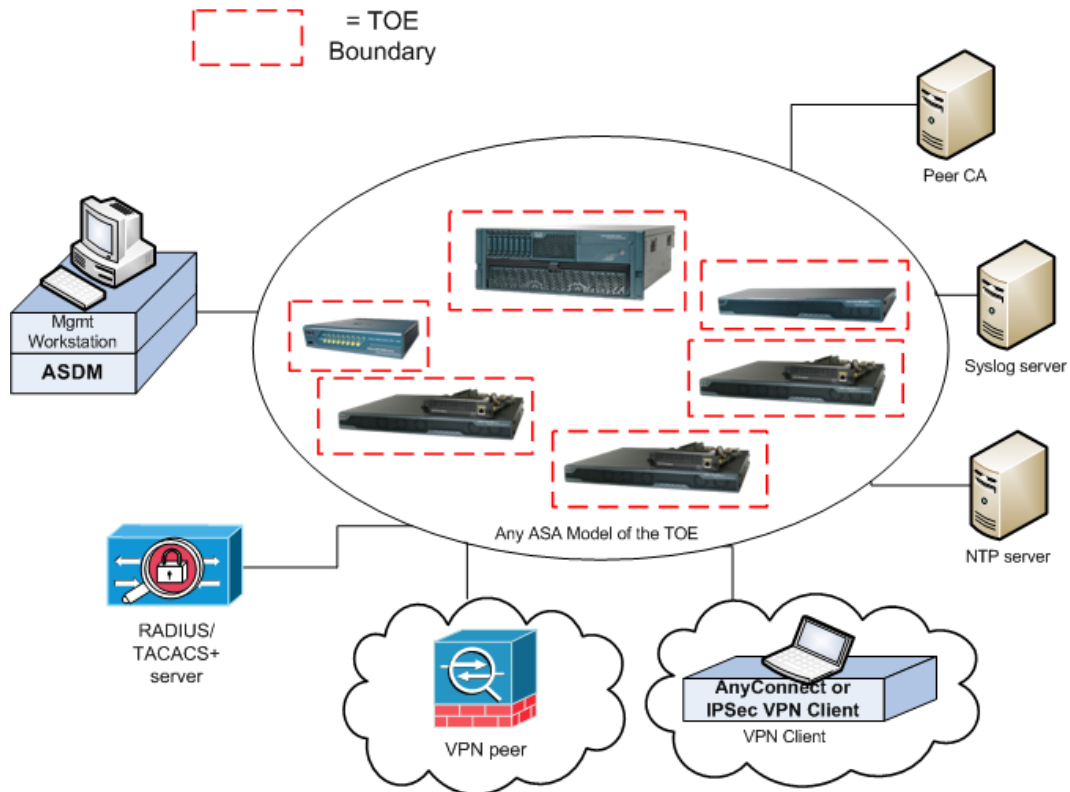 = TOE
Boundary
Peer CA
Mgmt
Workstation
ASDM
Syslog server
Any ASA Model of the TOE
NTP server
RADIUS/
TACACS+
server
VPN peer
AnyConnect or
IPSec VPN Client
VPN Client